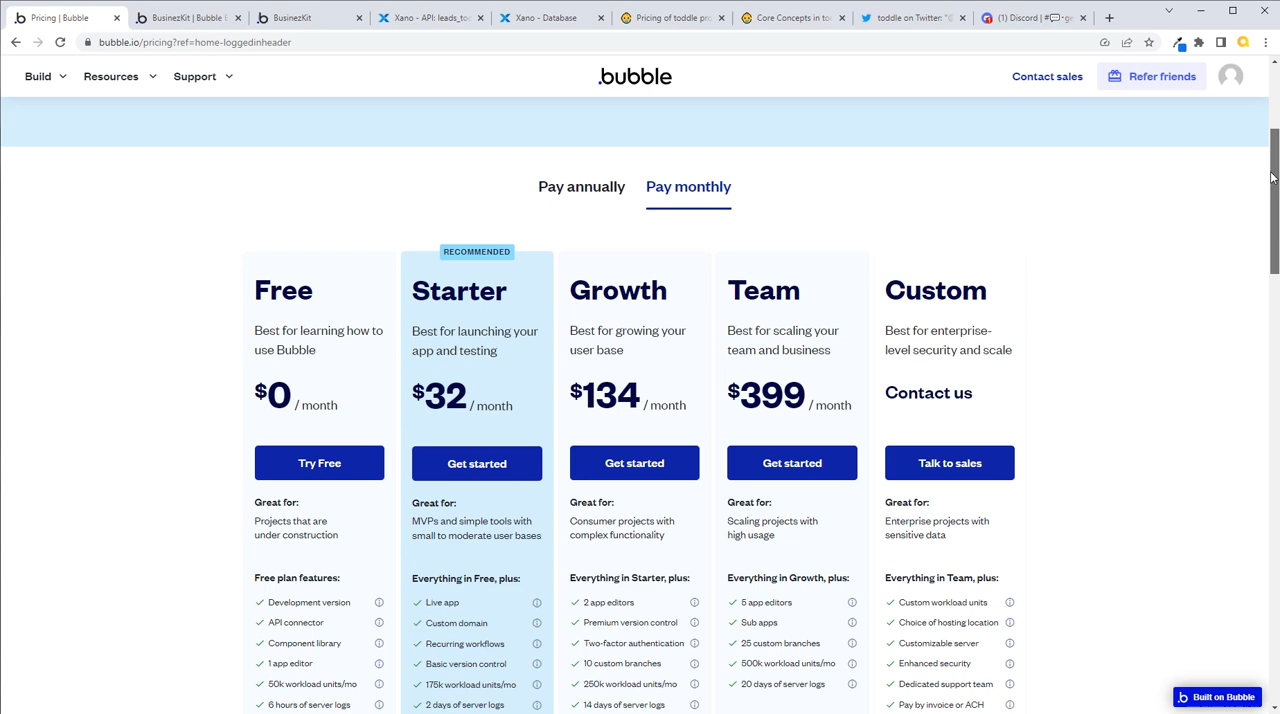 Pricing | Bubble
BusinezKit | Bubble E
BusinezKit
Xano - API: leads_to
Xano - Database
Pricing of toddle pro
Core Concepts in to
toddle on Twitter: "@
(1) Discord | #
bubble.io/pricing?ref=home-loggedinheader
Build
Resources
Support
.bubble
Contact sales
Refer friends
Pay annually
Pay monthly
RECOMMENDED
Free
Best for learning how to
use Bubble
$0 / month
Try Free
Great for:
Projects that are
under construction
Free plan features:
Development version
API connector
Component library
1 app editor
50k workload units/mo
6 hours of server logs
Starter
Best for launching your
app and testing
$32 / month
Get started
Great for:
MVPs and simple tools with
small to moderate user bases
Everything in Free, plus:
Live app
Custom domain
Recurring workflows
Basic version control
175k workload units/mo
2 days of server logs
Growth
Best for growing your
user base
$134 / month
Get started
Great for:
Consumer projects with
complex functionality
Everything in Starter, plus:
2 app editors
Premium version control
Two-factor authentication
10 custom branches
250k workload units/mo
14 days of server logs
Team
Best for scaling your
team and business
$399 / month
Get started
Great for:
Scaling projects with
high usage
Everything in Growth, plus:
5 app editors
Sub apps
25 custom branches
500k workload units/mo
20 days of server logs
Custom
Best for enterprise-
level security and scale
Contact us
Talk to sales
Great for:
Enterprise projects with
sensitive data
Everything in Team, plus:
Custom workload units
Choice of hosting location
Customizable server
Enhanced security
Dedicated support team
Pay by invoice or ACH
Built on Bubble